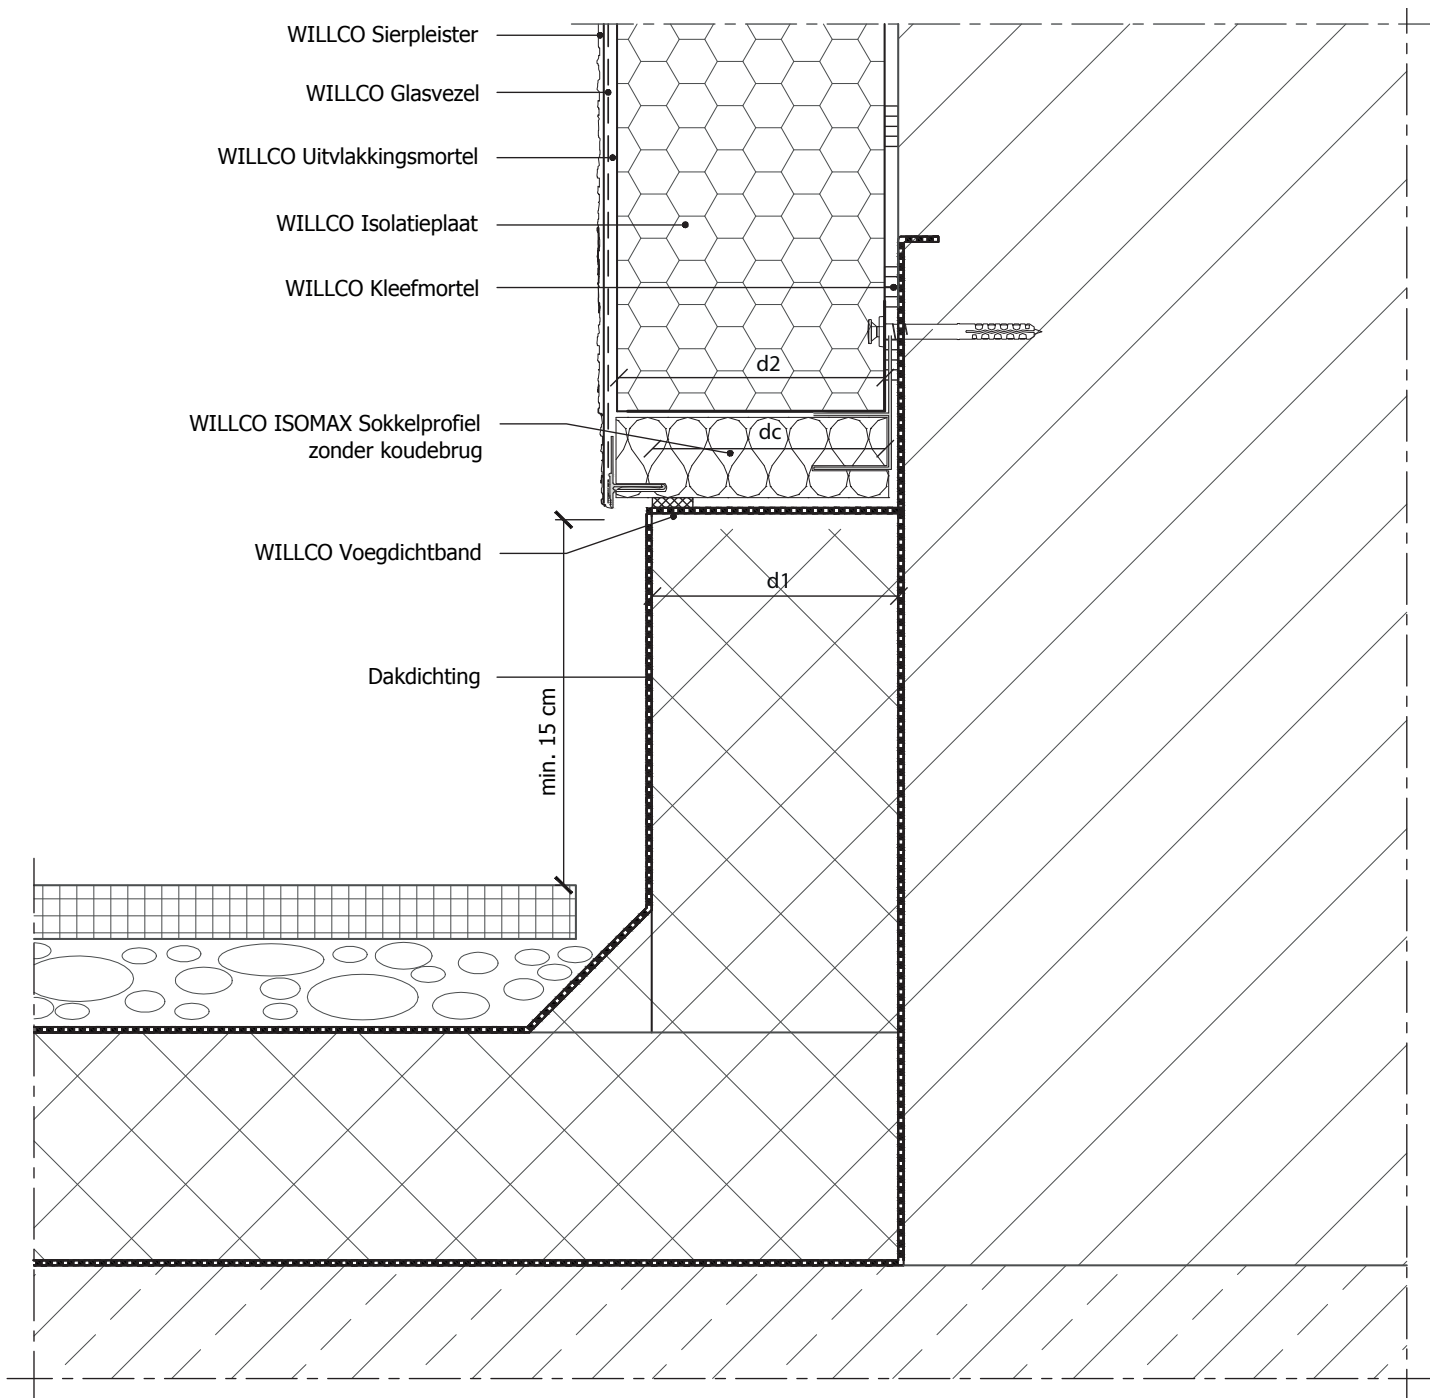 WILLCO Sierpleister
WILLCO Glasvezel
WILLCO Uitvlakkingsmortel
WILLCO Isolatieplaat
WILLCO Kleefmortel
d2
WILLCO ISOMAX Sokkelprofiel
zonder koudebrug
dc
WILLCO Voegdichtband
d1
Dakdichting
min. 15 cm